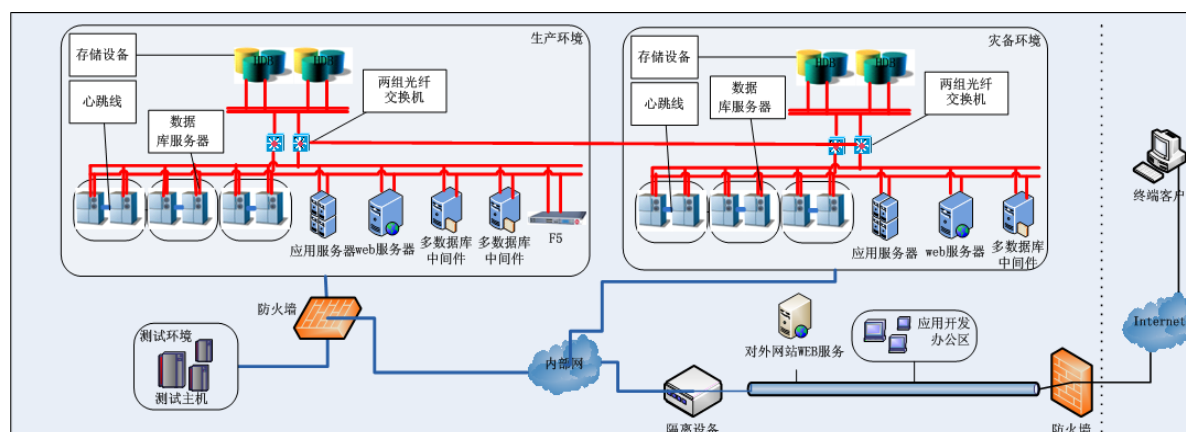 生产环境
存储设备
HDB
HDB
心跳线
两组光纤
交换机
数据
库服务器
应用服务器
web服务器
多数据库
中间件
多数据库
中间件
F5
灾备环境
存储设备
HDB
HDB
心跳线
两组光纤
交换机
数据
库服务器
应用服务器
web服务器
多数据库
中间件
终端客户
防火墙
测试环境
测试主机
内部网
对外网站WEB服务
应用开发
办公区
Internet
隔离设备
防火墙